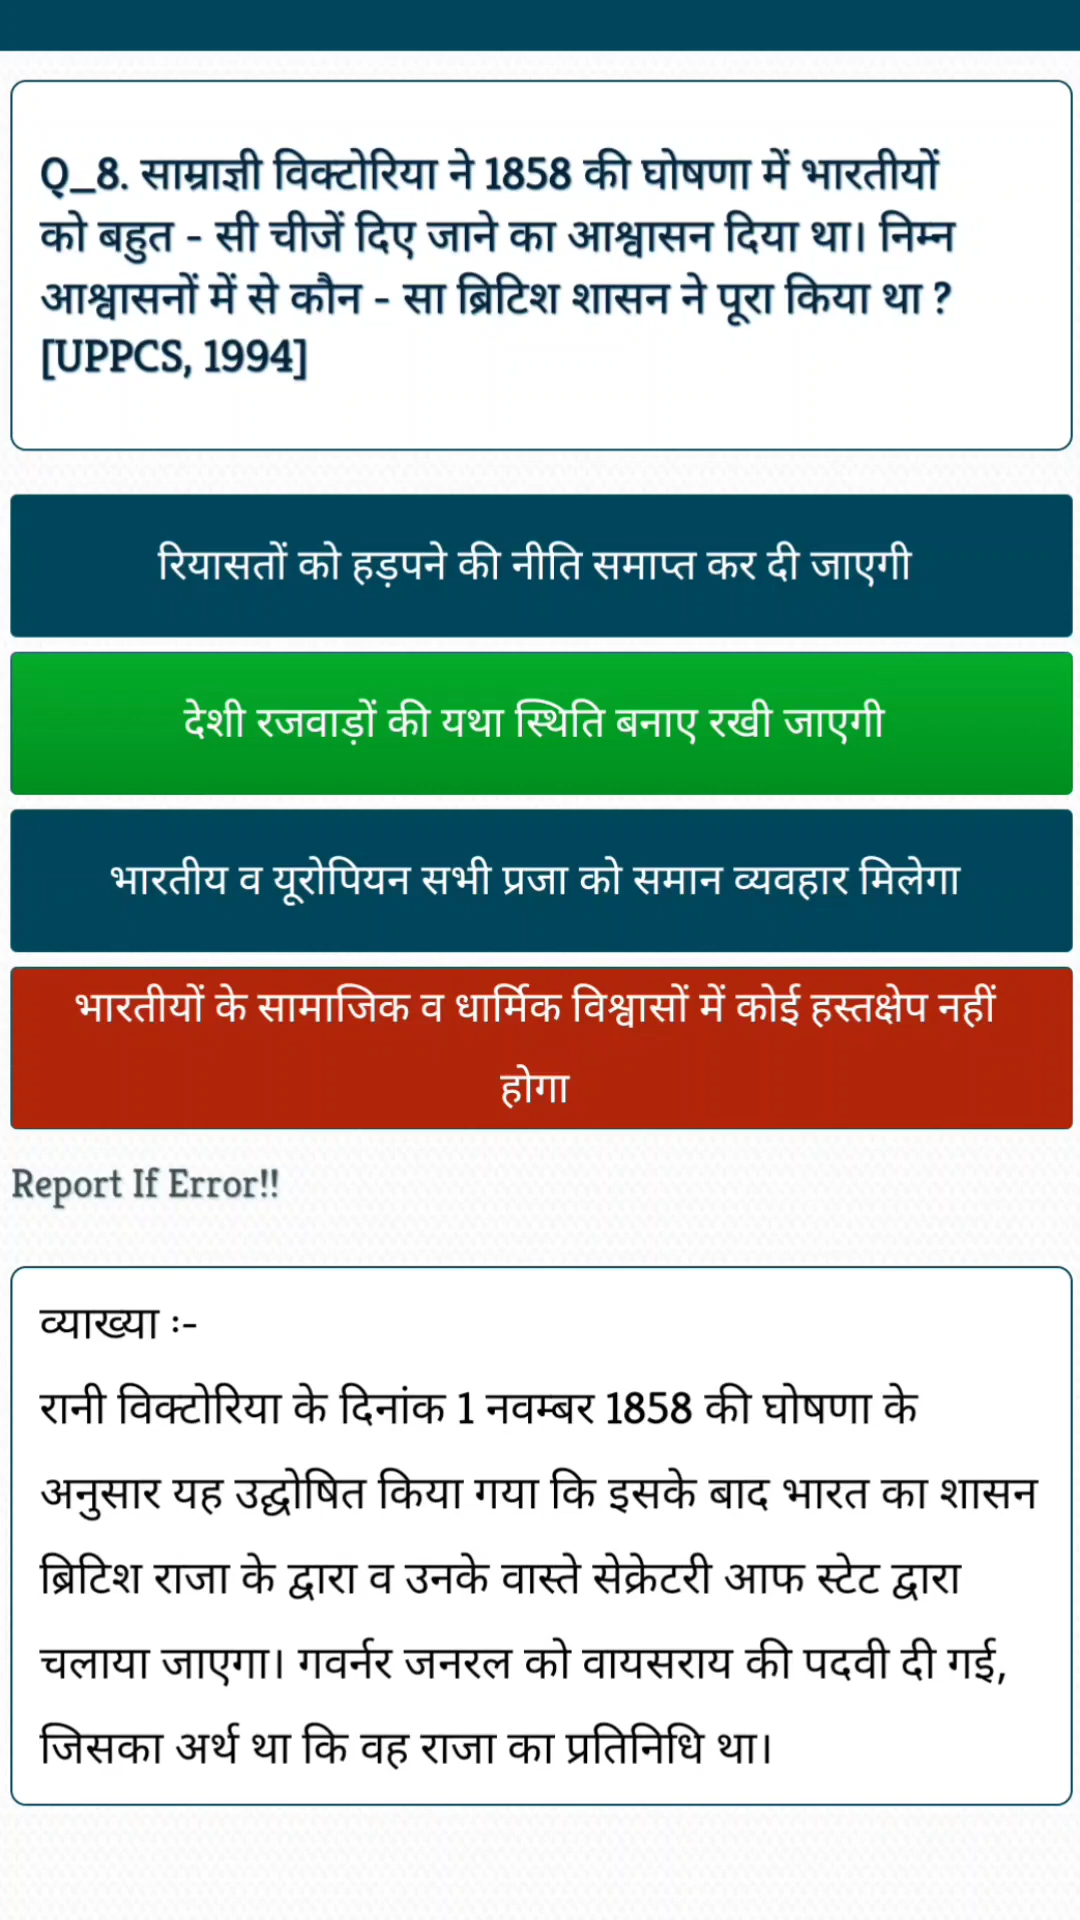 Q_8. साम्राज्ञी विक्टोरिया ने 1858 की घोषणा में भारतीयों
को बहुत - सी चीजें दिए जाने का आश्वासन दिया था। निम्न
आश्वासनों में से कौन - सा ब्रिटिश शासन ने पूरा किया था ?
[UPPCS, 1994]
रियासतों को हड़पने की नीति समाप्त कर दी जाएगी
देशी रजवाड़ों की यथा स्थिति बनाए रखी जाएगी
भारतीय व यूरोपियन सभी प्रजा को समान व्यवहार मिलेगा
भारतीयों के सामाजिक व धार्मिक विश्वासों में कोई हस्तक्षेप नहीं
होगा
Report If Error!!
व्याख्या :-
रानी विक्टोरिया के दिनांक 1 नवम्बर 1858 की घोषणा के
अनुसार यह उद्घोषित किया गया कि इसके बाद भारत का शासन
ब्रिटिश राजा के द्वारा व उनके वास्ते सेक्रेटरी आफ स्टेट द्वारा
चलाया जाएगा। गवर्नर जनरल को वायसराय की पदवी दी गई,
जिसका अर्थ था कि वह राजा का प्रतिनिधि था।